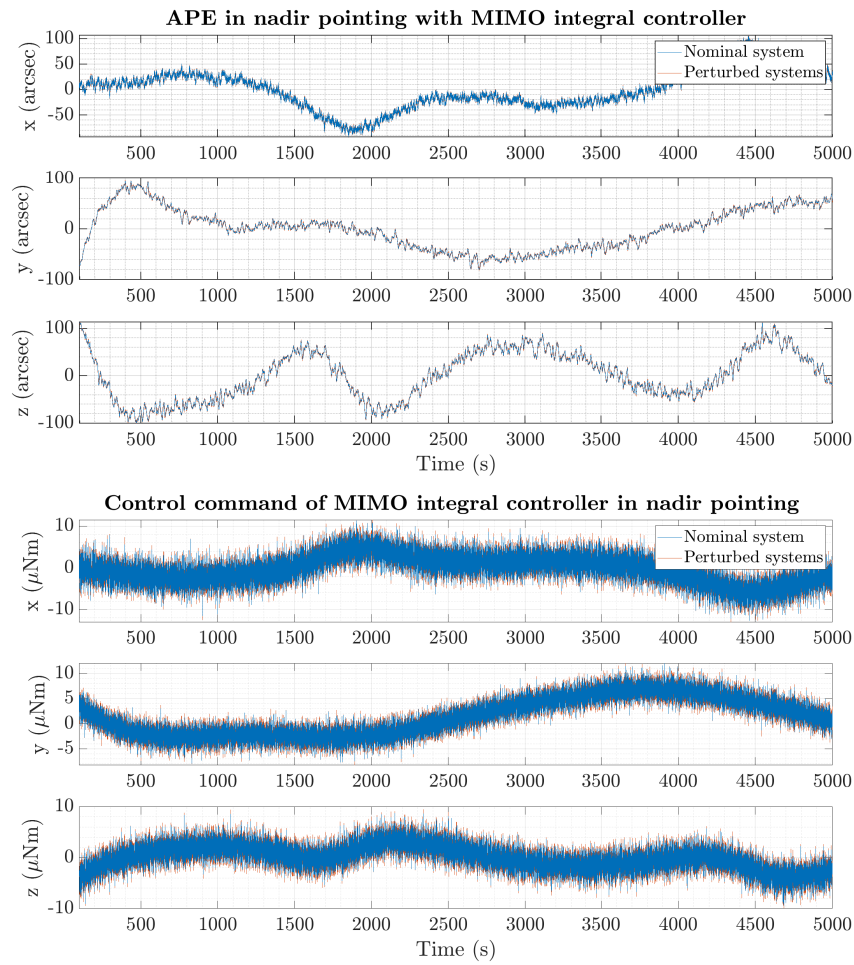 APE in nadir pointing with MIMO integral controller
100
50
0
-50
x (arcsec)
Nominal system
Perturbed systems
500 1000 1500 2000 2500 3000 3500 4000 4500 5000
100
0
-100
y (arcsec)
500 1000 1500 2000 2500 3000 3500 4000 4500 5000
100
0
-100
z (arcsec)
500 1000 1500 2000 2500 3000 3500 4000 4500 5000
Time (s)
Control command of MIMO integral controller in nadir pointing
10
0
-10
x (μNm)
Nominal system
Perturbed systems
500 1000 1500 2000 2500 3000 3500 4000 4500 5000
10
5
0
-5
y (μNm)
500 1000 1500 2000 2500 3000 3500 4000 4500 5000
10
0
-10
z (μNm)
500 1000 1500 2000 2500 3000 3500 4000 4500 5000
Time (s)